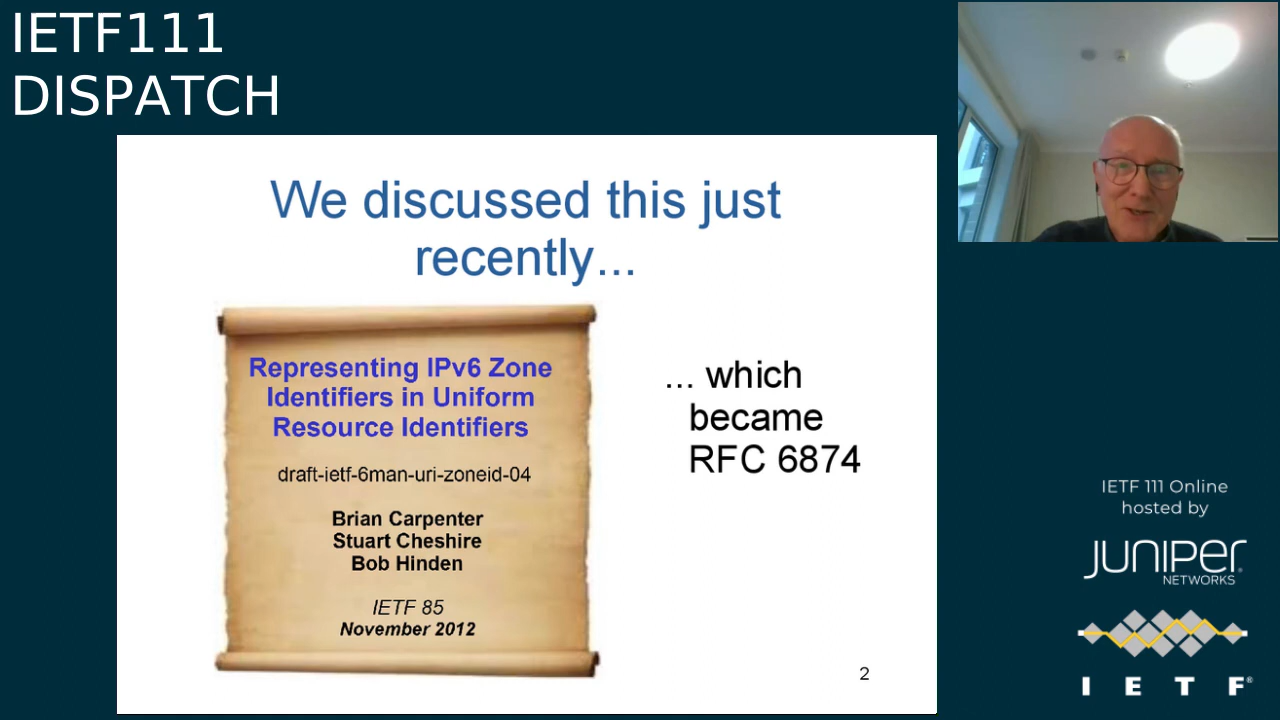 IETF111
DISPATCH
We discussed this just
recently...
Representing IPv6 Zone
Identifiers in Uniform
Resource Identifiers
draft-ietf-6man-uri-zoneid-04
Brian Carpenter
Stuart Cheshire
Bob Hinden
IETF 85
November 2012
... which
became
RFC 6874
2
IETF 111 Online
hosted by
JUNIPER
NETWORKS
I E T F®